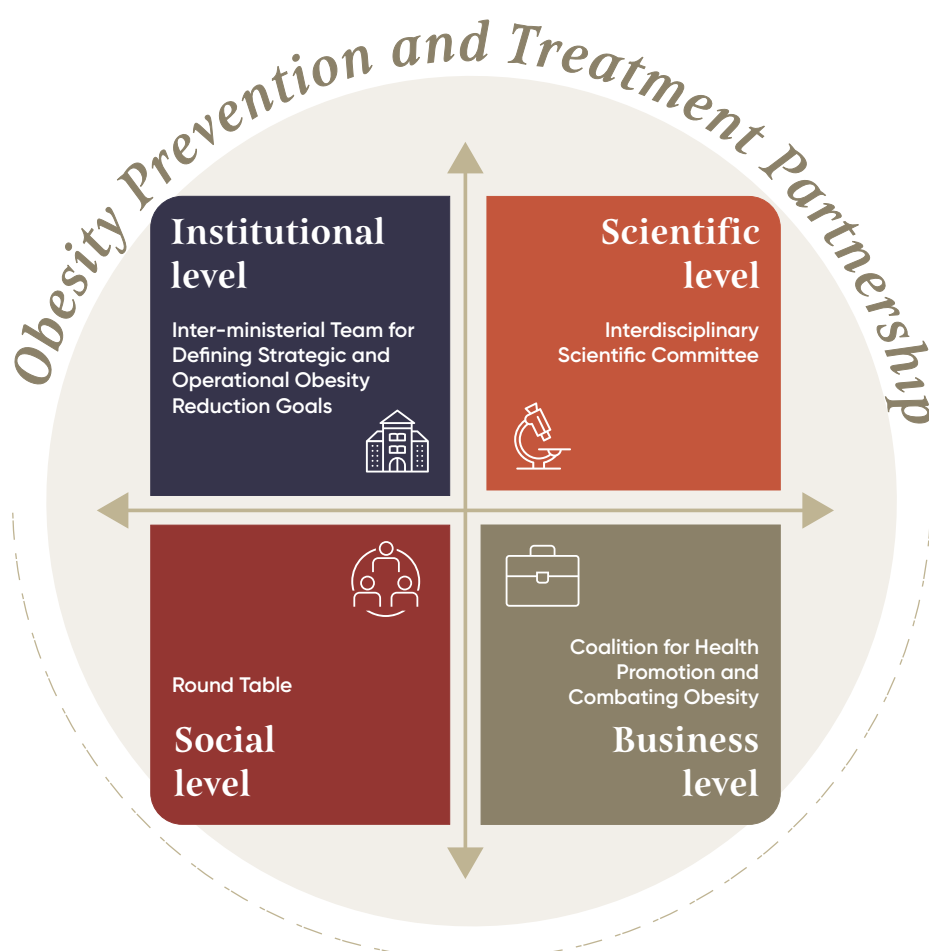 Obesity Prevention and Treatment Partnership
Institutional
level
Inter-ministerial Team for
Defining Strategic and
Operational Obesity
Reduction Goals
Scientific
level
Interdisciplinary
Scientific Committee
Round Table
Social
level
Coalition for Health
Promotion and
Combating Obesity
Business
level